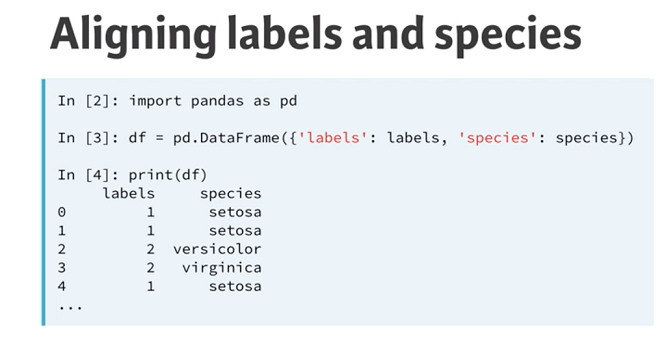 Aligning labels and species
In [2]: import pandas as pd
In [3]: df = pd.DataFrame({'labels': labels, 'species': species})
In [4]: print(df)
labels species
0 1 setosa
1 1 setosa
2 2 versicolor
3 2 virginica
4 1 setosa
...